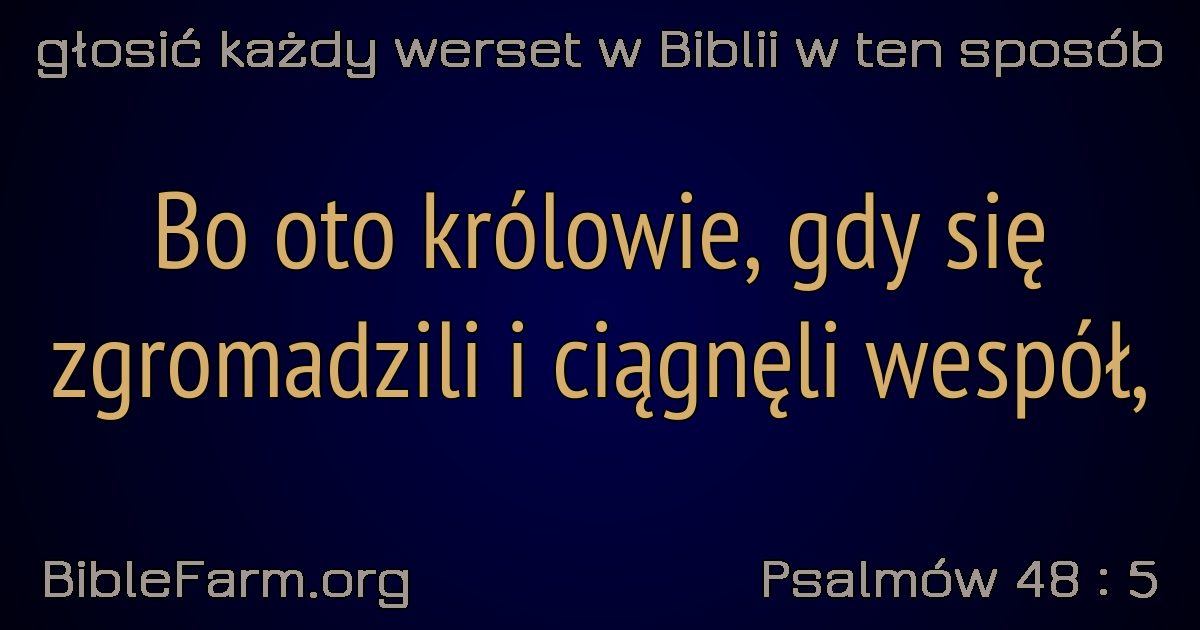 głosić każdy werset w Biblii w ten sposób
Bo oto królowie, gdy się
zgromadzili i ciągnęli wespół,
BibleFarm.org
Psalmów 48 : 5